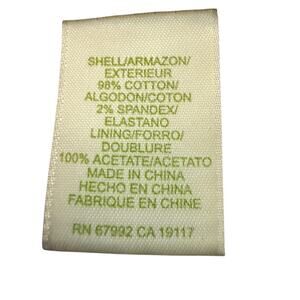 SHELL/ARMAZON/
EXTERIEUR
98% COTTON/
ALGODON/COTON
2% SPANDEX/
ELASTANO
LINING/FORRO/
DOUBLURE
100% ACETATE/ACETATO
MADE IN CHINA
HECHO EN CHINA
FABRIQUE EN CHINE
RN 67992 CA 19117